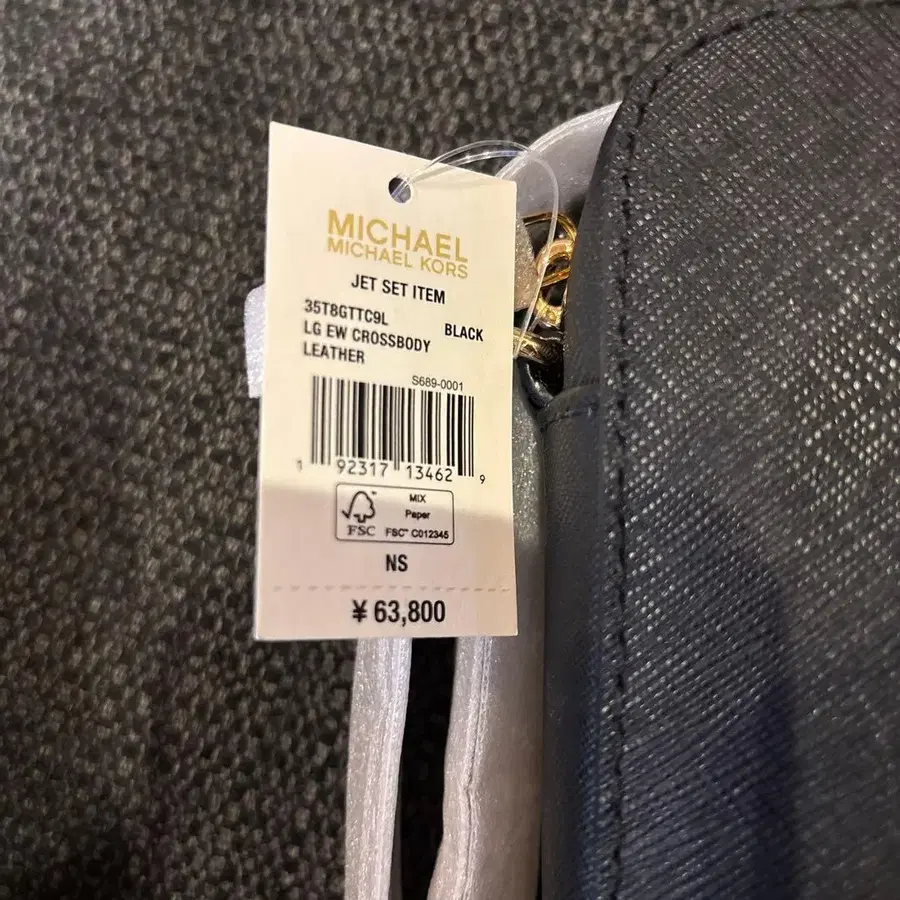 MICHAEL
MICHAEL KORS
JET SET ITEM
35T8GTTC9L BLACK
LG EW CROSSBODY
LEATHER
S689-0001
1 92317 13462 9
MIX
Paper
FSC™ C012345
FSC
NS
¥ 63,800